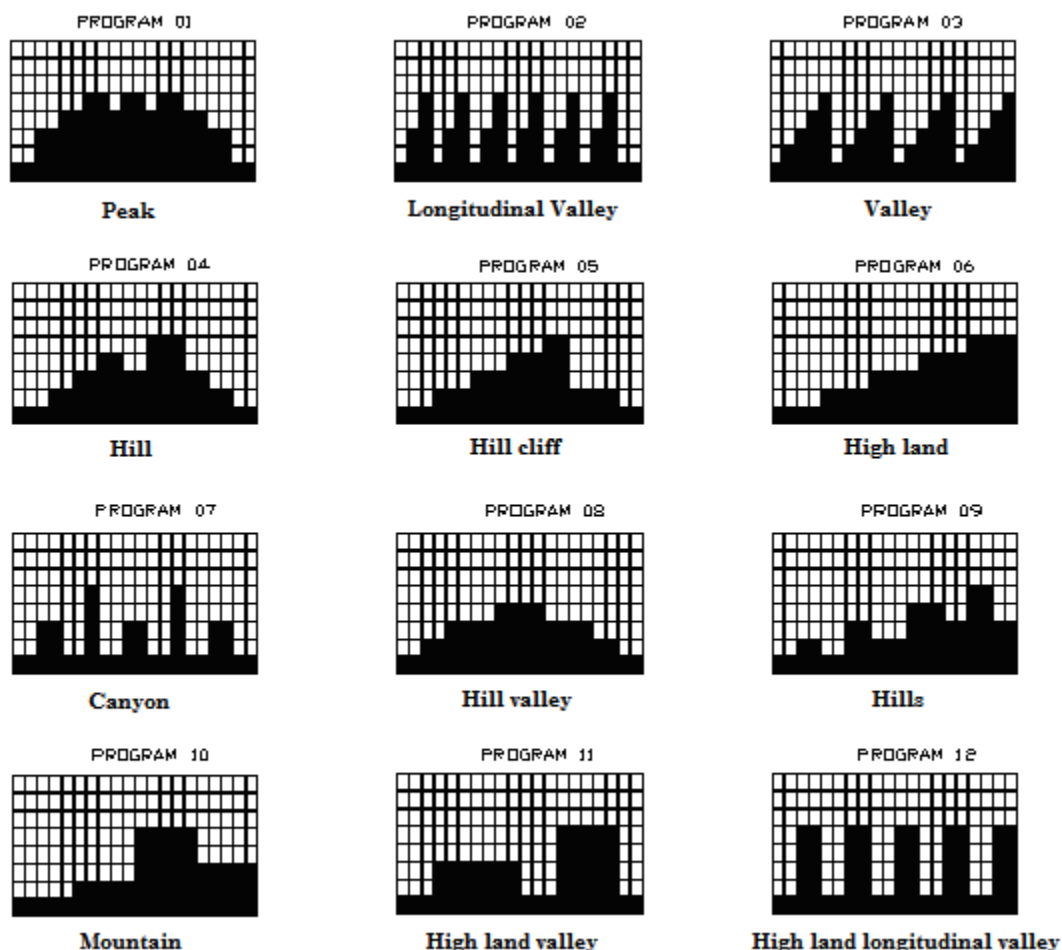 PROGRAM 01 PROGRAM 02 PROGRAM 03
Peak Longitudinal Valley Valley
PROGRAM 04 PROGRAM 05 PROGRAM 06
Hill Hill cliff High land
PROGRAM 07 PROGRAM 08 PROGRAM 09
Canyon Hill valley Hills
PROGRAM 10 PROGRAM 11 PROGRAM 12
Mountain High land valley High land longitudinal valley